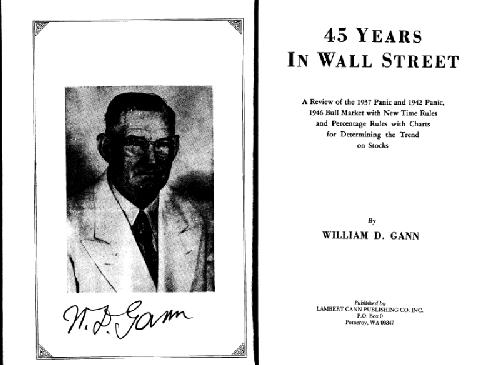 W. D. Gann
45 YEARS
IN WALL STREET
A Review of the 1937 Panic and 1942 Panic,
1946 Bull Market with New Time Rules
and Percentage Rules with Charts
for Determining the Trend
on Stocks
By
WILLIAM D. GANN
Published by
LAMBERT GANN PUBLISHING CO. INC.
P.O. Box O
Pomeroy, WA 99347